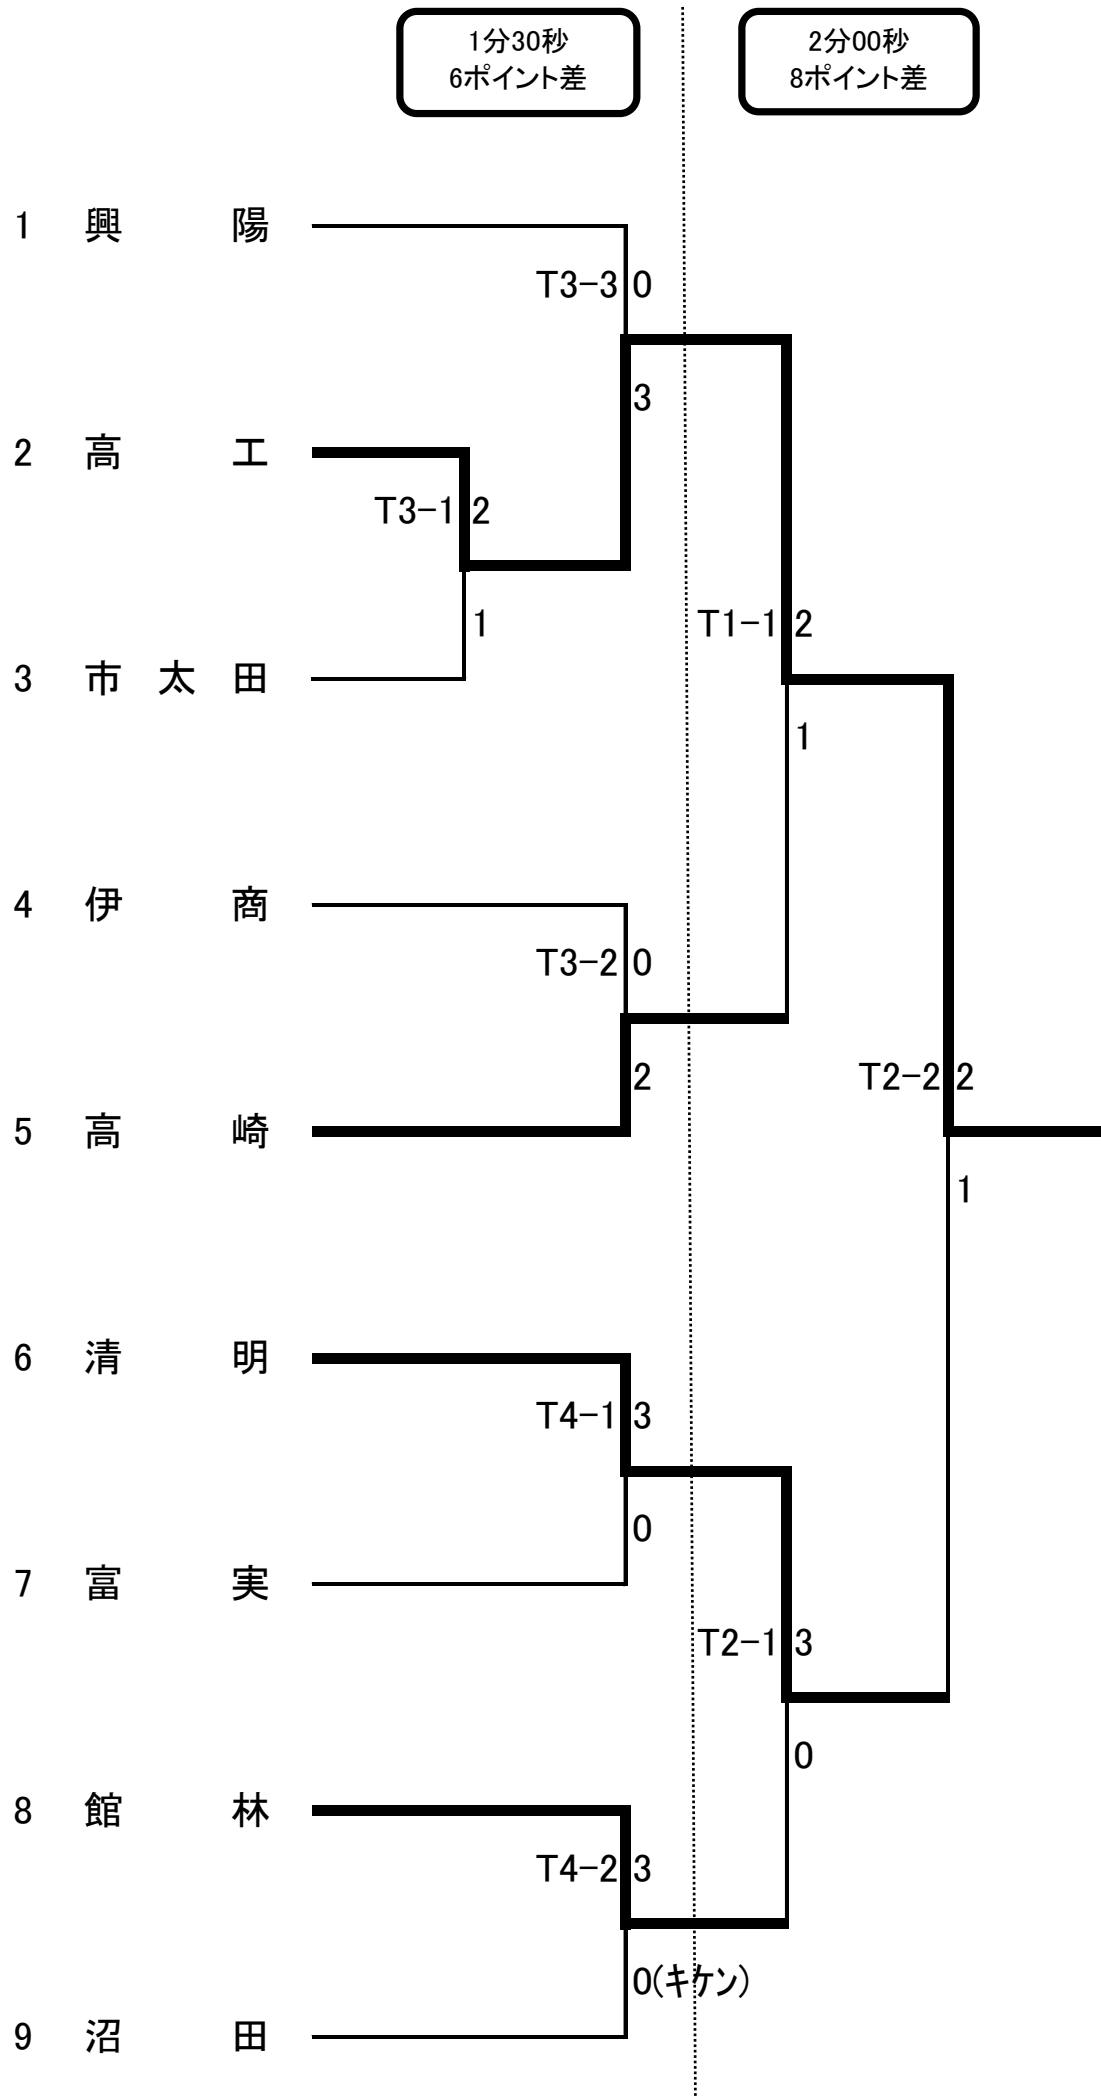 1分30秒
6ポイント差
2分00秒
8ポイント差
1 興 陽
T3-3 0
3
2 高 工
T3-1 2
1
T1-1 2
3 市 太 田
1
4 伊 商
T3-2 0
2
T2-2 2
5 高 崎
1
6 清 明
T4-1 3
0
7 富 実
T2-1 3
0
8 館 林
T4-2 3
0(キケン)
9 沼 田